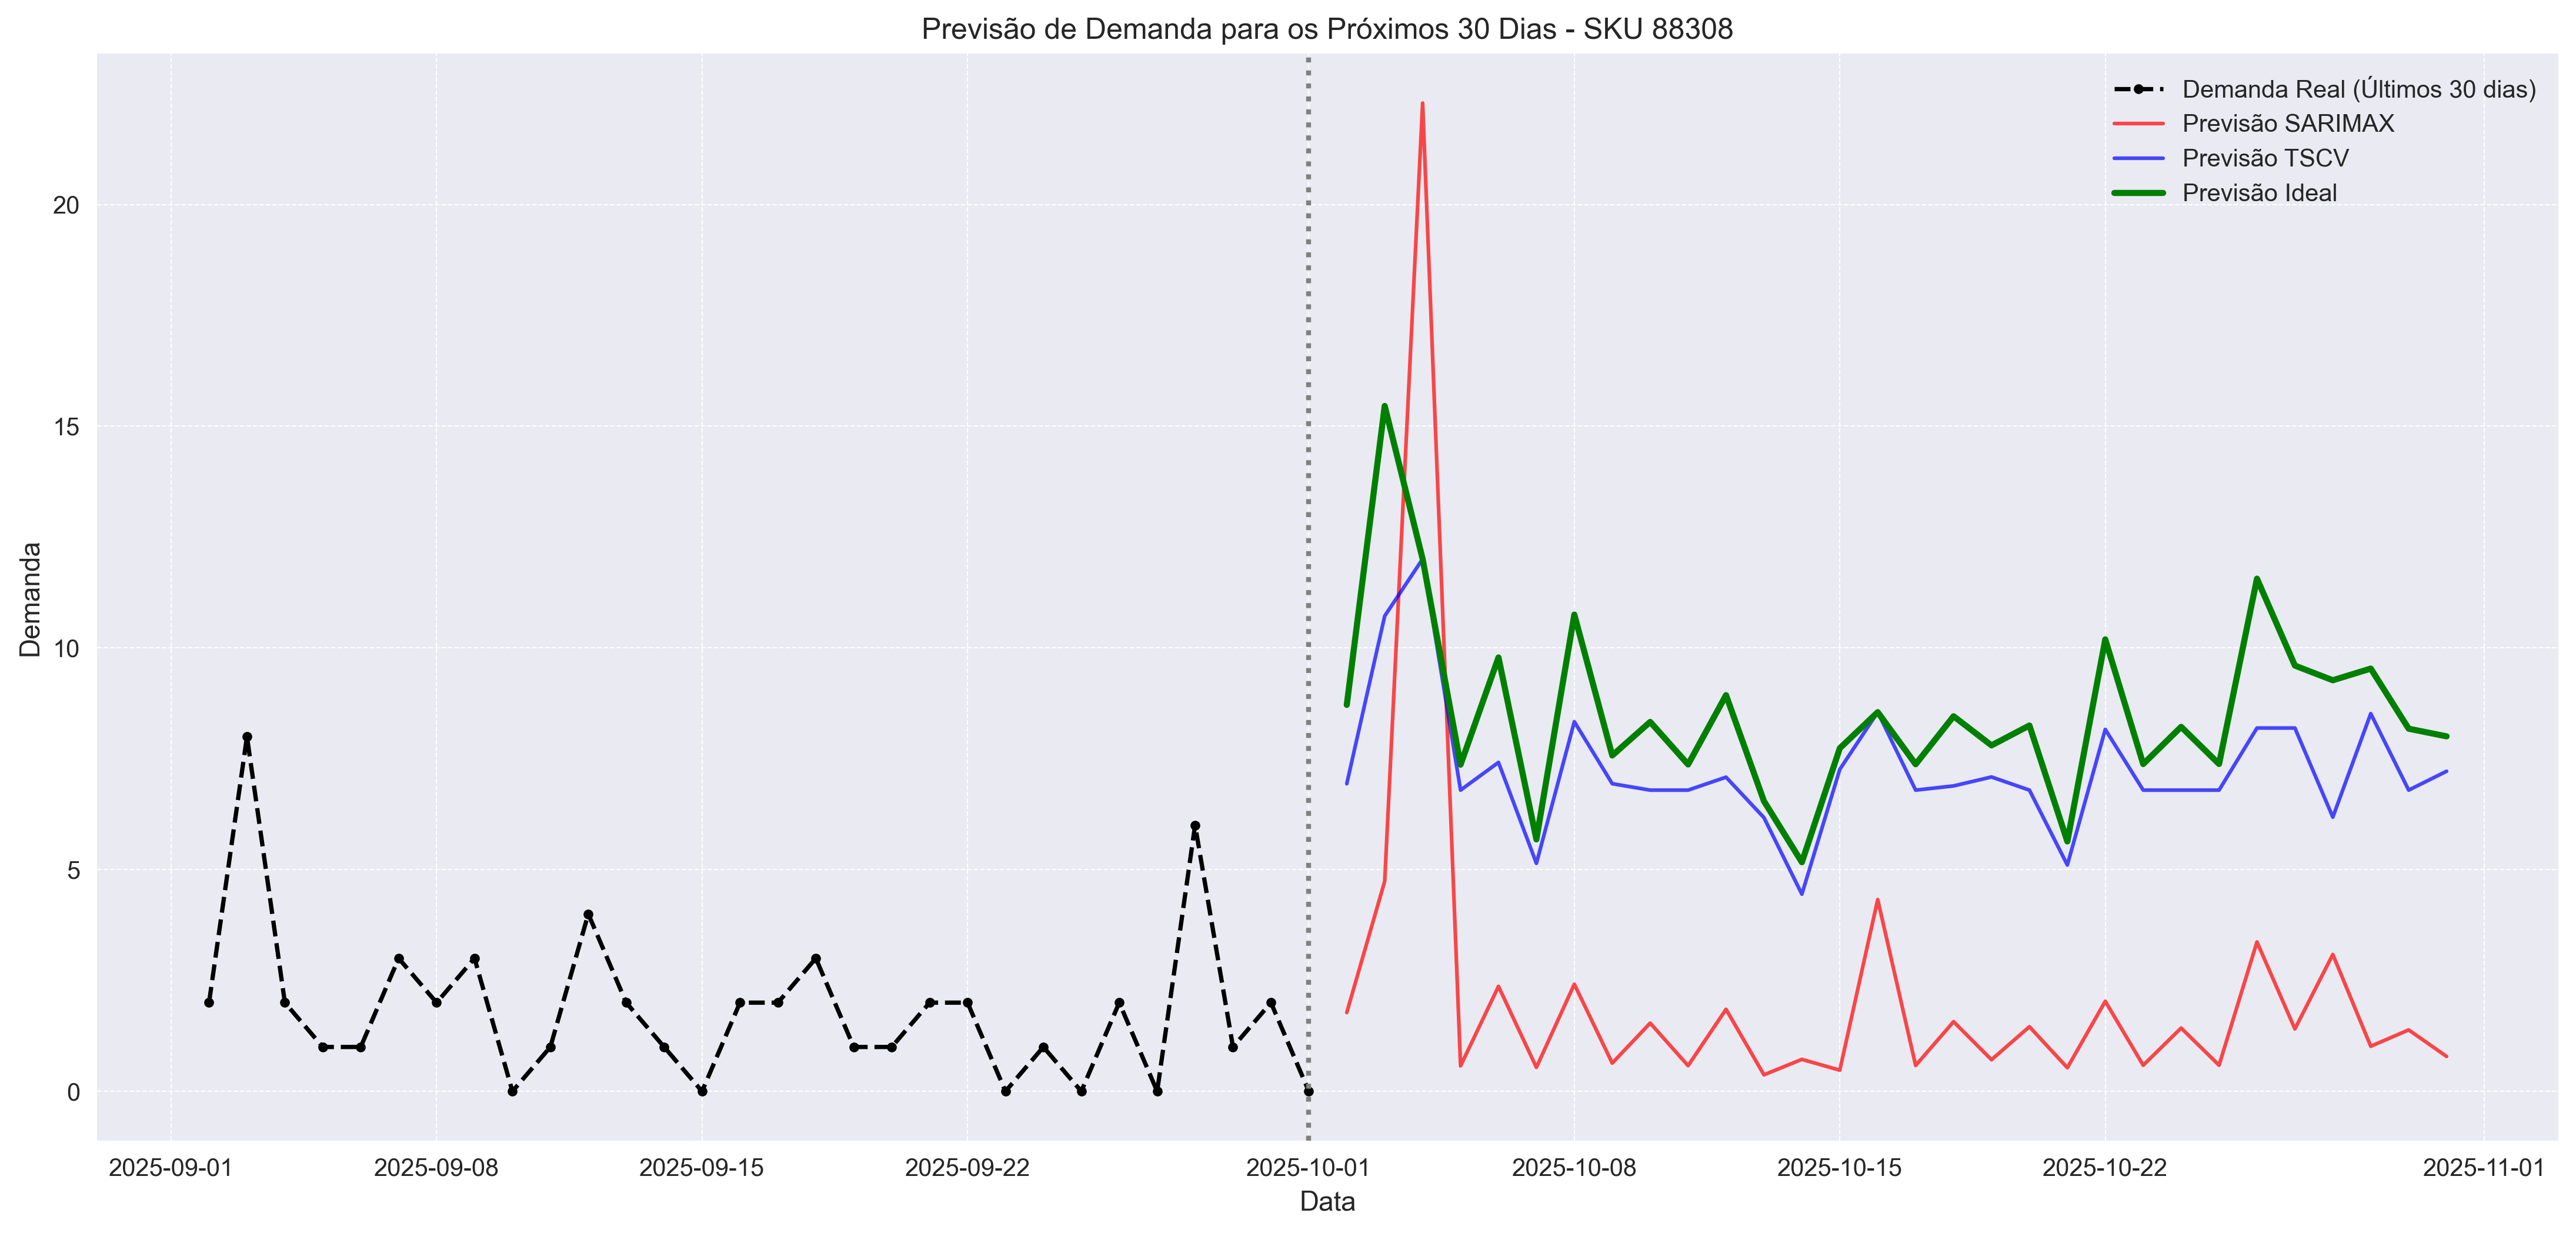 Previsão de Demanda para os Próximos 30 Dias - SKU 88308
Demanda Real (Últimos 30 dias)
Previsão SARIMAX
Previsão TSCV
Previsão Ideal
Demanda
20
15
10
5
0
2025-09-01
2025-09-08
2025-09-15
2025-09-22
2025-10-01
2025-10-08
2025-10-15
2025-10-22
2025-11-01
Data